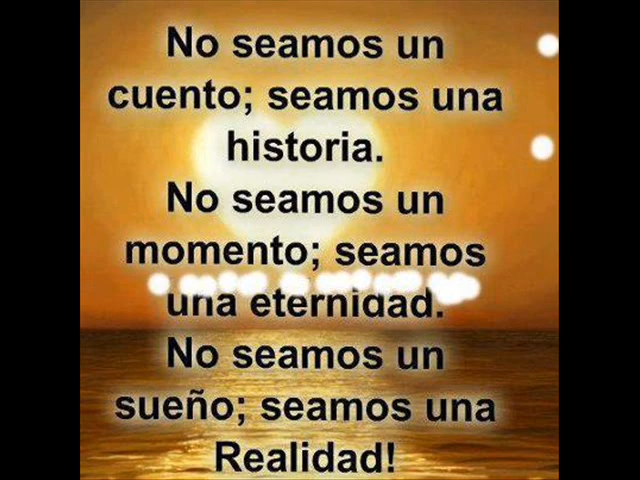 No seamos un
cuento; seamos una
historia.
No seamos un
momento; seamos
una eternidad.
No seamos un
sueño; seamos una
Realidad!